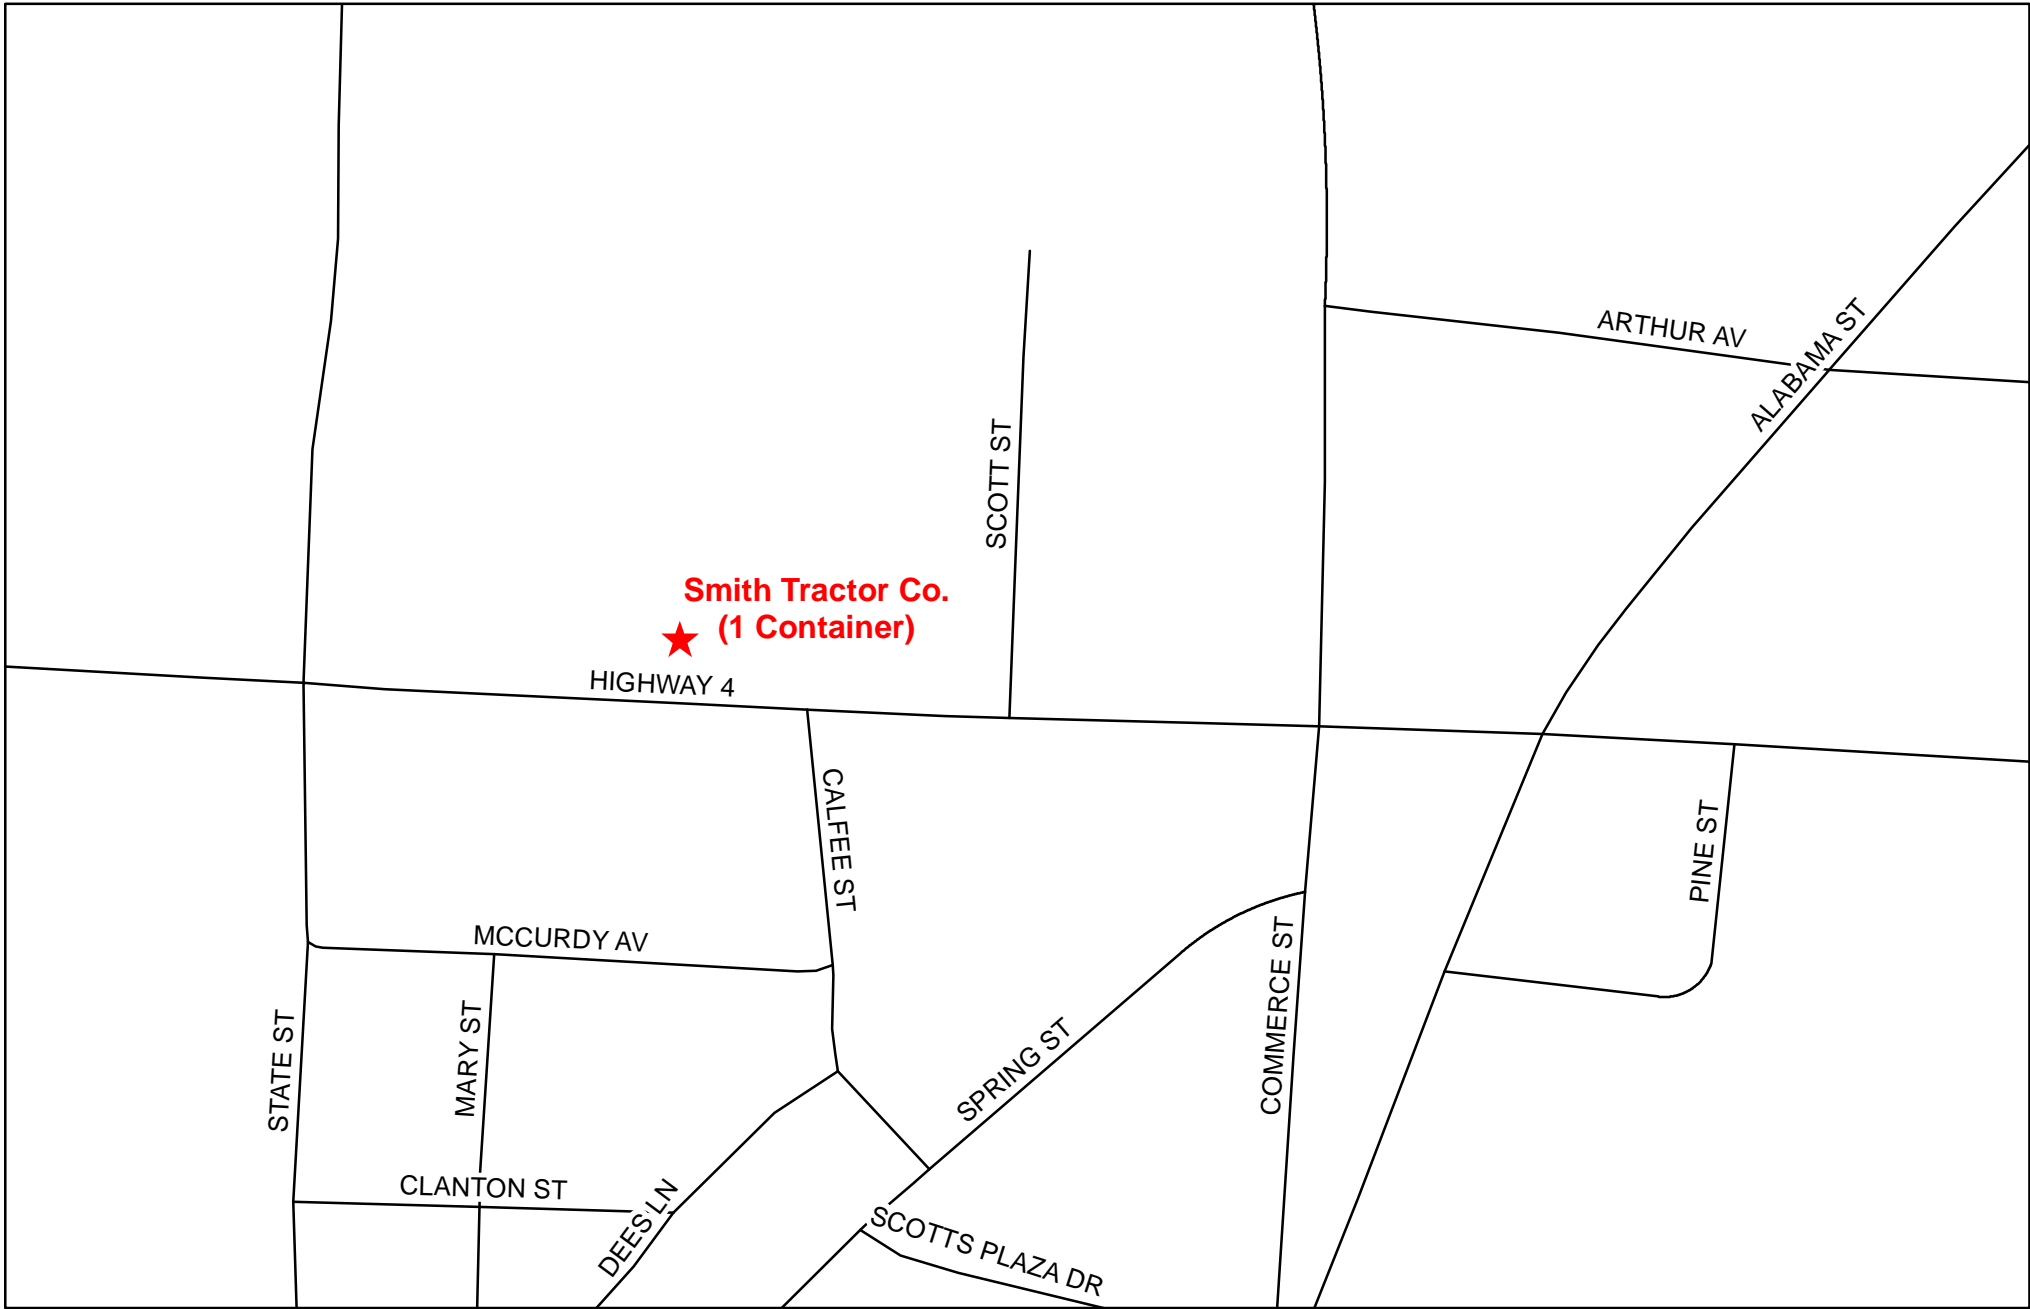 ARTHUR AV
ALABAMA ST
SCOTT ST
Smith Tractor Co.
(1 Container)
HIGHWAY 4
CALFEE ST
PINE ST
MCCURDY AV
COMMERCE ST
STATE ST
MARY ST
SPRING ST
CLANTON ST
DEES LN
SCOTTS PLAZA DR